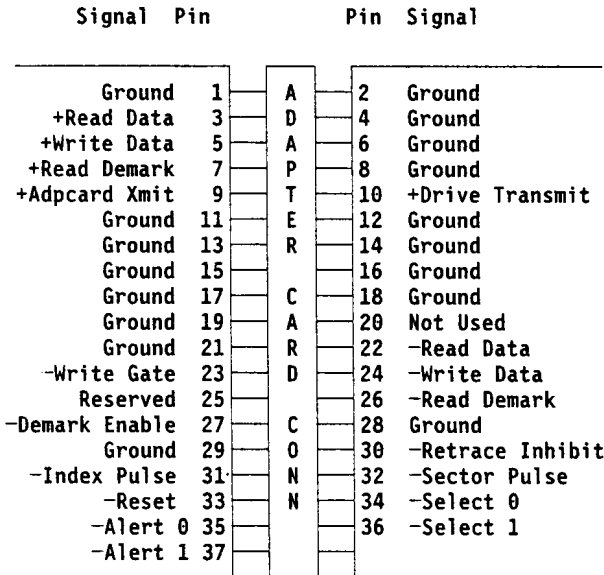 Signal Pin Pin Signal
Ground 1 A 2 Ground
+Read Data 3 D 4 Ground
+Write Data 5 A 6 Ground
+Read Demark 7 P 8 Ground
+Adpcard Xmit 9 T 10 +Drive Transmit
Ground 11 E 12 Ground
Ground 13 R 14 Ground
Ground 15 16 Ground
Ground 17 C 18 Ground
Ground 19 A 20 Not Used
Ground 21 R 22 -Read Data
-Write Gate 23 D 24 -Write Data
Reserved 25 26 -Read Demark
-Demark Enable 27 C 28 Ground
Ground 29 O 30 -Retrace Inhibit
-Index Pulse 31 N 32 -Sector Pulse
-Reset 33 N 34 -Select 0
-Alert 0 35 36 -Select 1
-Alert 1 37